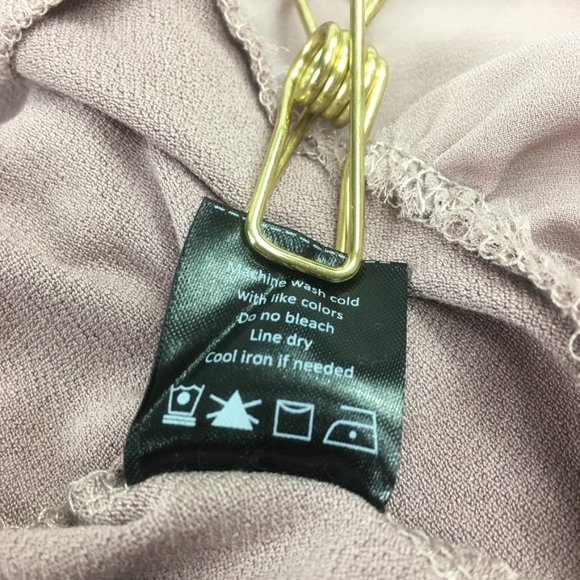 Machine wash cold
With like colors
Do no bleach
Line dry
Cool iron if needed